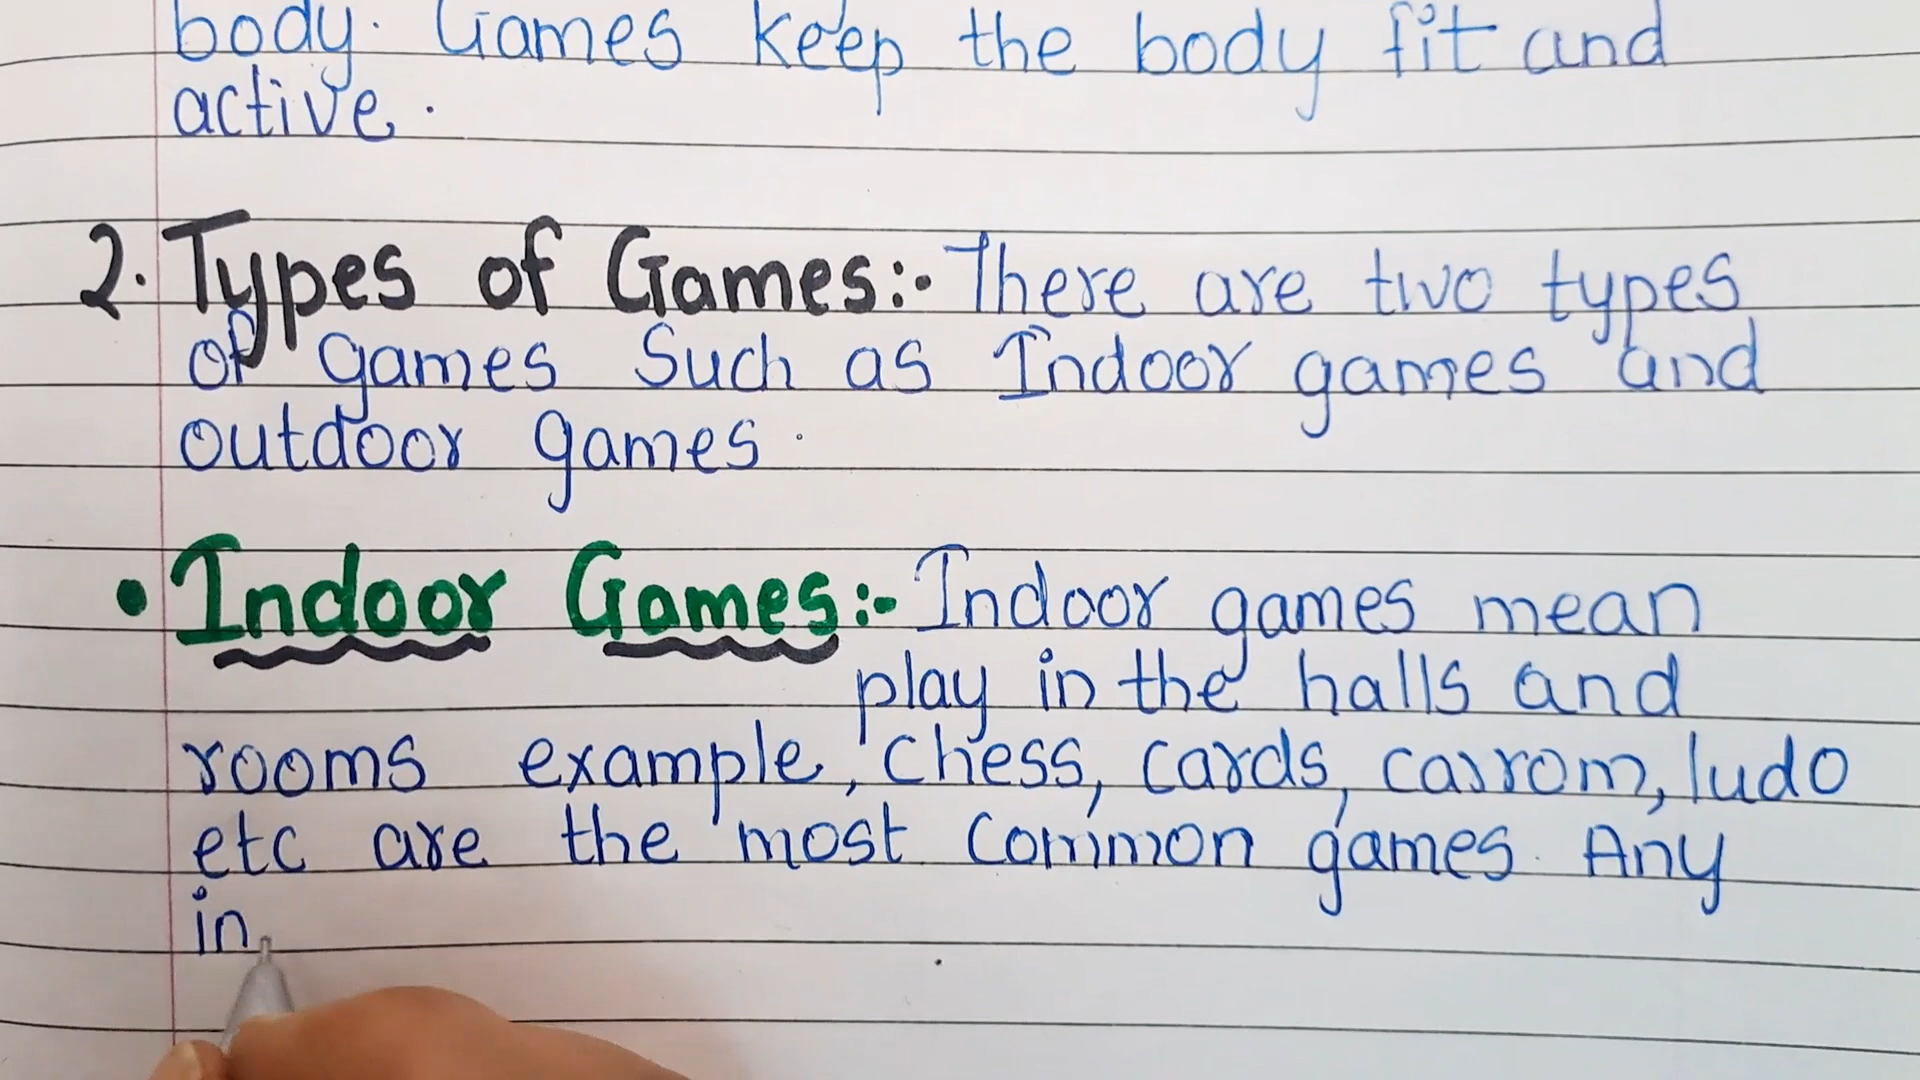 body. Games keep the body fit and
active.
2. Types of Games:- There are two types
of games Such as Indoor games and
outdoor games.
• Indoor Games:- Indoor games mean
play in the halls and
rooms example, chess, cards, carrom, ludo
etc are the most common games. Any
in